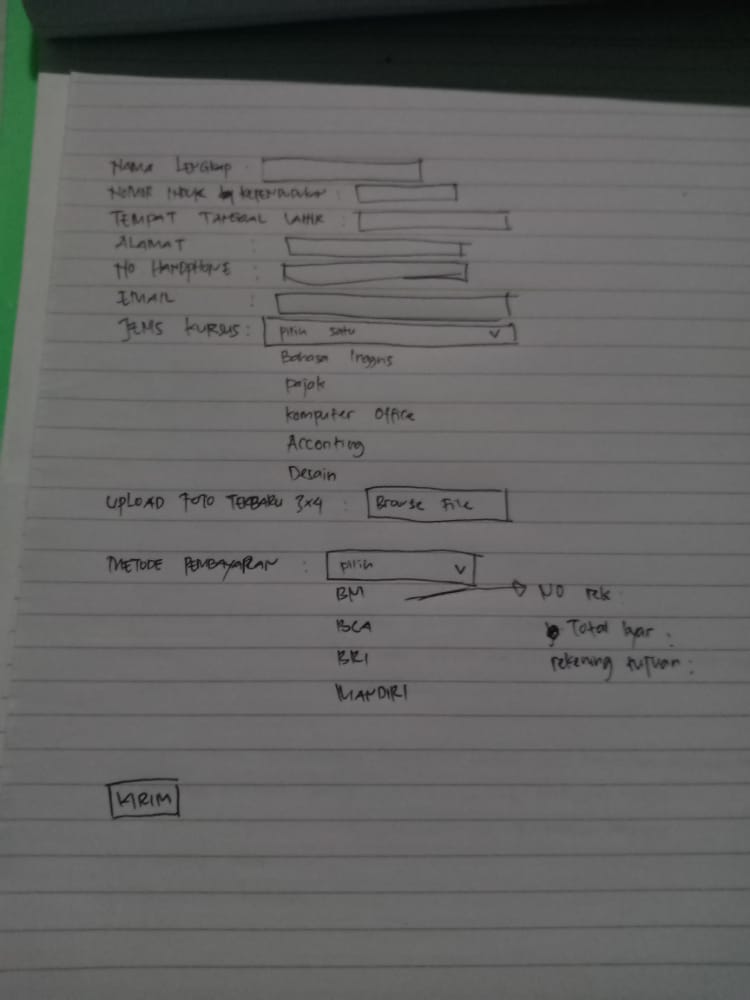 NAMA LENGKAP
NOMOR INDUK KEPENDUDUKAN :
TEMPAT TANGGAL LAHIR :
ALAMAT :
NO HANDPHONE :
EMAIL :
JENIS KURSUS : pilih satu
Bahasa Inggris
pajak
komputer Office
Acconting
Desain
UPLOAD FOTO TERBARU 3x4 : Browse File
METODE PEMBAYARAN : pilih
BNI NO rek :
BCA Total byar :
BRI rekening tujuan :
MANDIRI
KIRIM